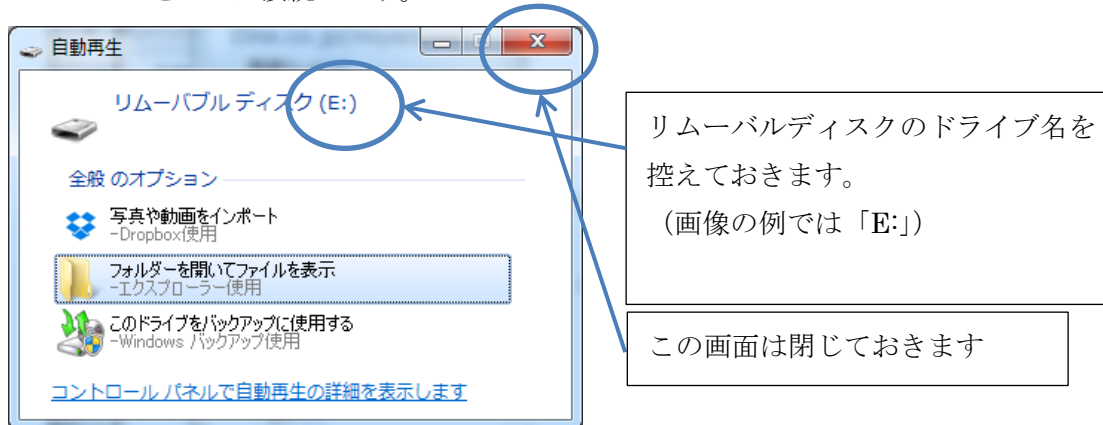 自動再生
リムーバブル ディスク (E:)
全般 のオプション
写真や動画をインポート
-Dropbox使用
フォルダーを開いてファイルを表示
-エクスプローラー使用
このドライブをバックアップに使用する
-Windows バックアップ使用
コントロール パネルで自動再生の詳細を表示します
リムーバルディスクのドライブ名を
控えておきます。
（画像の例では「E:」）
この画面は閉じておきます